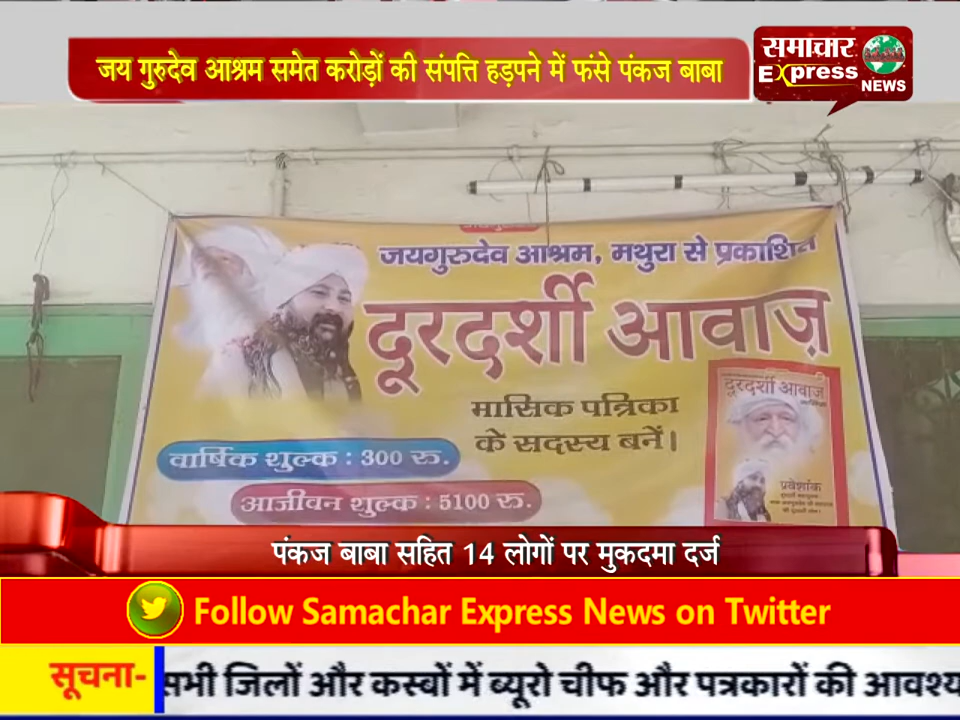 जय गुरुदेव आश्रम समेत करोड़ों की संपत्ति हड़पने में फंसे पंकज बाबा
समाचार
Express
NEWS
जयगुरुदेव आश्रम, मथुरा से प्रकाशित
दूरदर्शी आवाज़
मासिक पत्रिका
के सदस्य बनें।
वार्षिक शुल्क : 300 रु.
आजीवन शुल्क : 5100 रु.
दूरदर्शी आवाज़
मासिक
प्रवेशांक
पंकज बाबा सहित 14 लोगों पर मुकदमा दर्ज
Follow Samachar Express News on Twitter
सूचना- सभी जिलों और कस्बों में ब्यूरो चीफ और पत्रकारों की आवश्य